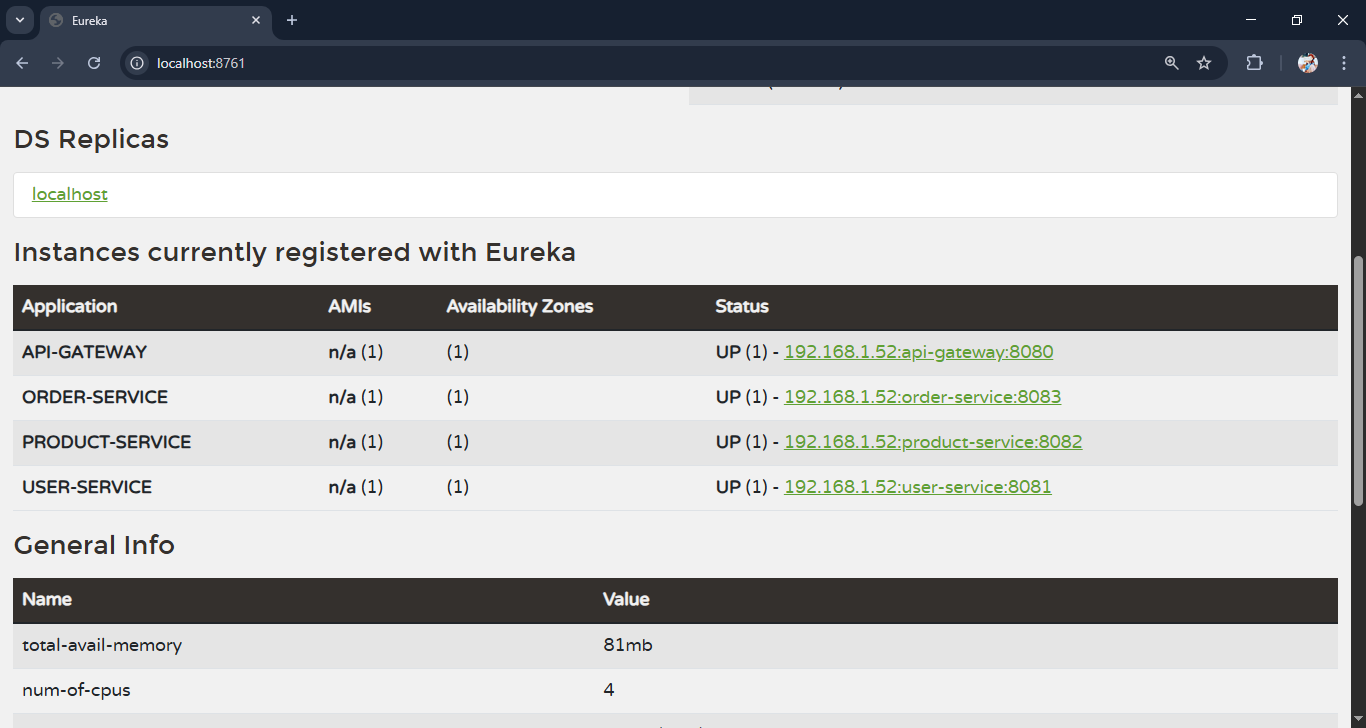 Eureka
localhost:8761
DS Replicas
localhost
Instances currently registered with Eureka
Application AMIs Availability Zones Status
API-GATEWAY n/a (1) (1) UP (1) - 192.168.1.52:api-gateway:8080
ORDER-SERVICE n/a (1) (1) UP (1) - 192.168.1.52:order-service:8083
PRODUCT-SERVICE n/a (1) (1) UP (1) - 192.168.1.52:product-service:8082
USER-SERVICE n/a (1) (1) UP (1) - 192.168.1.52:user-service:8081
General Info
Name Value
total-avail-memory 81mb
num-of-cpus 4